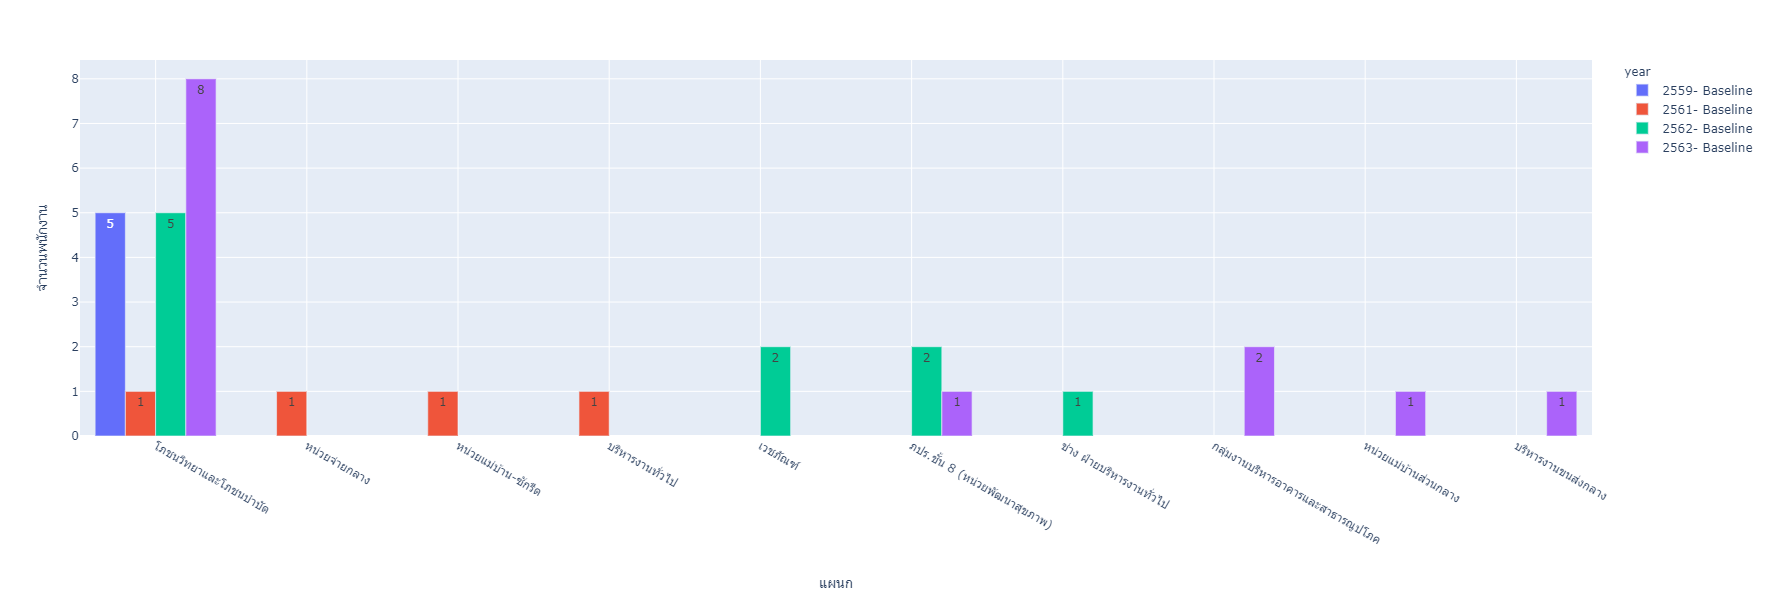 year
2559- Baseline
2561- Baseline
2562- Baseline
2563- Baseline
จำนวนพนักงาน
8
7
6
5
4
3
2
1
0
5
1
5
8
1
1
1
2
2
1
1
2
1
1
โภชนวิทยาและโภชนบำบัด
หน่วยจ่ายกลาง
หน่วยแม่บ้าน-ซักรีด
บริหารงานทั่วไป
เวชภัณฑ์
ภปร.ชั้น 8 (หน่วยพัฒนาสุขภาพ)
ช่าง ฝ่ายบริหารงานทั่วไป
กลุ่มงานบริหารอาคารและสาธารณูปโภค
หน่วยแม่บ้านส่วนกลาง
บริหารงานขนส่งกลาง
แผนก